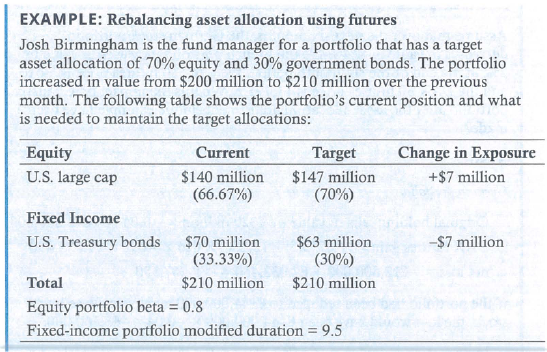 EXAMPLE: Rebalancing asset allocation using futures
Josh Birmingham is the fund manager for a portfolio that has a target
asset allocation of 70% equity and 30% government bonds. The portfolio
increased in value from $200 million to $210 million over the previous
month. The following table shows the portfolio's current position and what
is needed to maintain the target allocations:
Equity Current Target Change in Exposure
U.S. large cap $140 million $147 million +$7 million
(66.67%) (70%)
Fixed Income
U.S. Treasury bonds $70 million $63 million –$7 million
(33.33%) (30%)
Total $210 million $210 million
Equity portfolio beta = 0.8
Fixed-income portfolio modified duration = 9.5